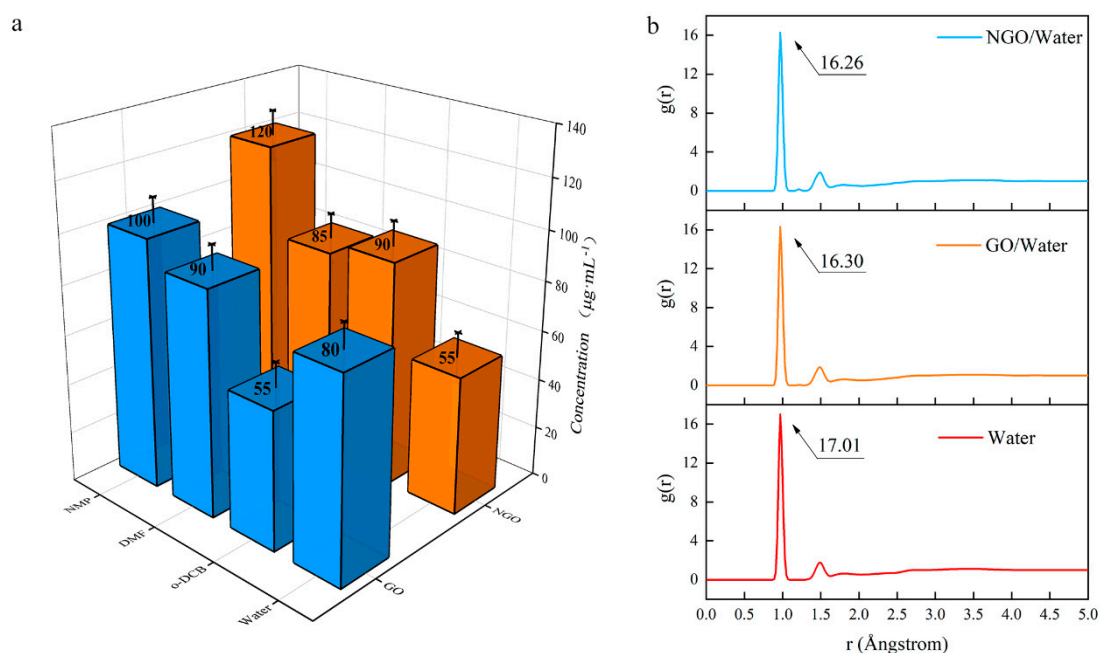 a
120
100
85
90
90
80
55
55
140
120
100
80
60
40
20
0
Concentration （μg·mL⁻¹）
NMP
DMF
o-DCB
Water
GO
NGO
b
NGO/Water
16.26
g(r)
16
12
8
4
0
GO/Water
16.30
g(r)
16
12
8
4
0
Water
17.01
g(r)
16
12
8
4
0
0.0 0.5 1.0 1.5 2.0 2.5 3.0 3.5 4.0 4.5 5.0
r (Ångstrom)